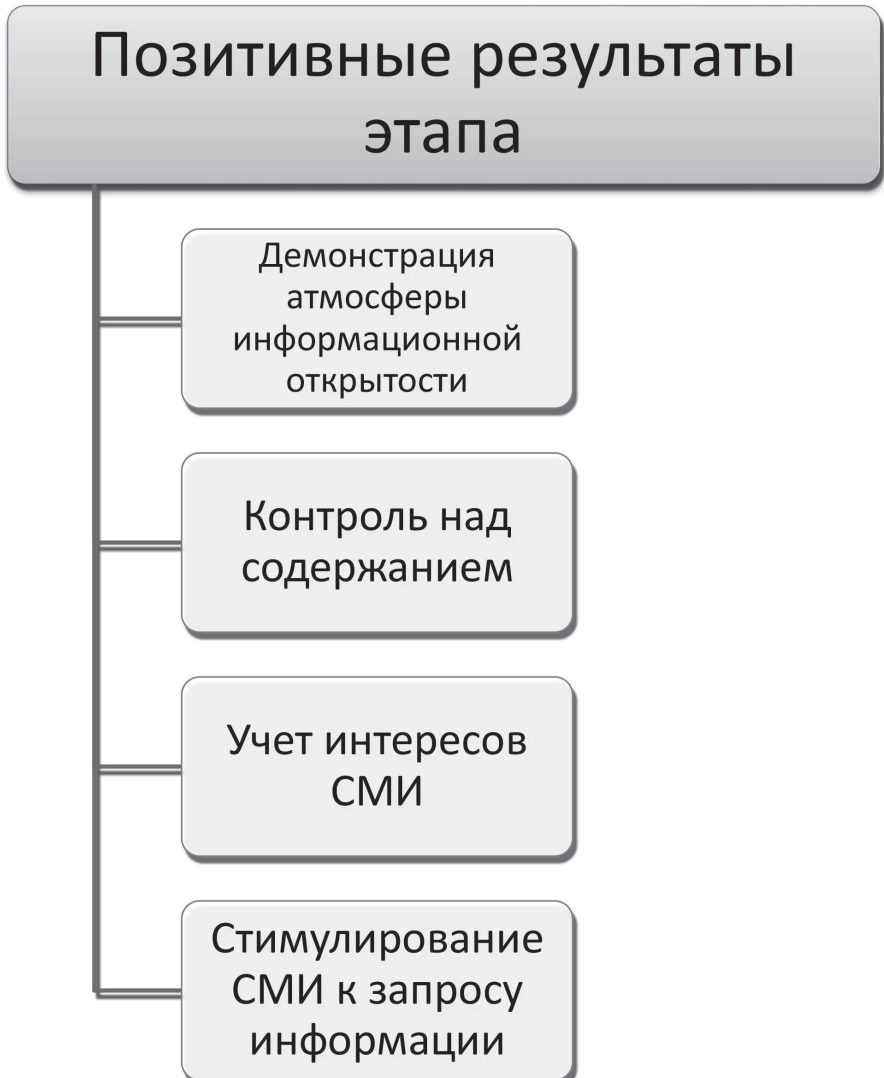 Позитивные результаты
этапа
Демонстрация
атмосферы
информационной
открытости
Контроль над
содержанием
Учет интересов
СМИ
Стимулирование
СМИ к запросу
информации